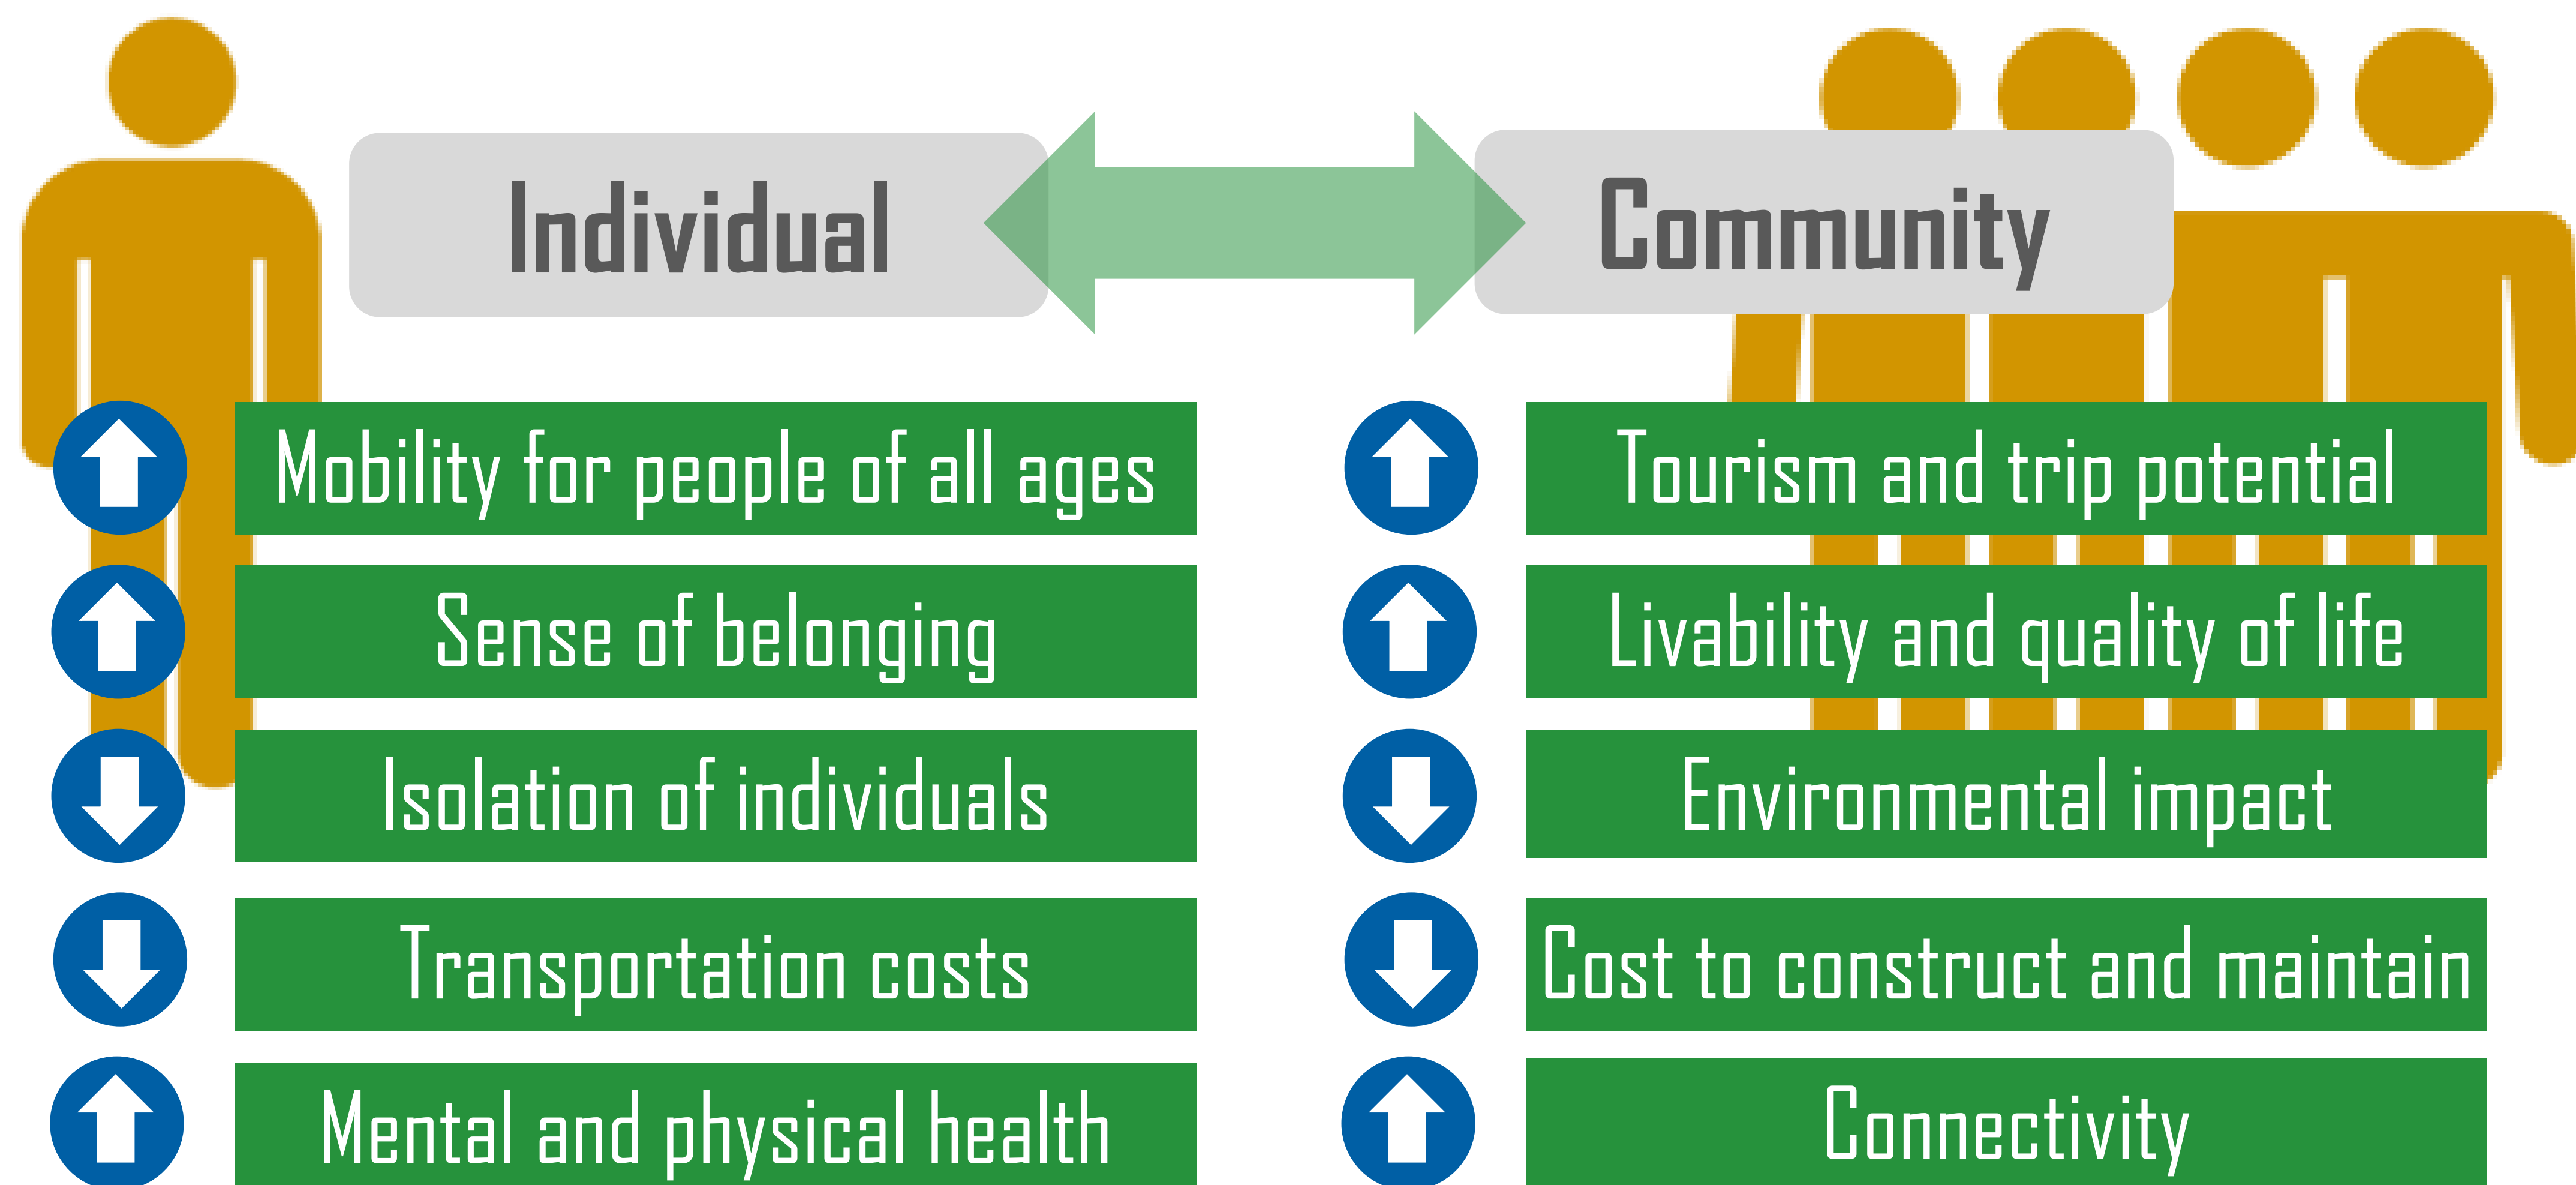 Individual
Community
Mobility for people of all ages
Tourism and trip potential
Sense of belonging
Livability and quality of life
Isolation of individuals
Environmental impact
Transportation costs
Cost to construct and maintain
Mental and physical health
Connectivity